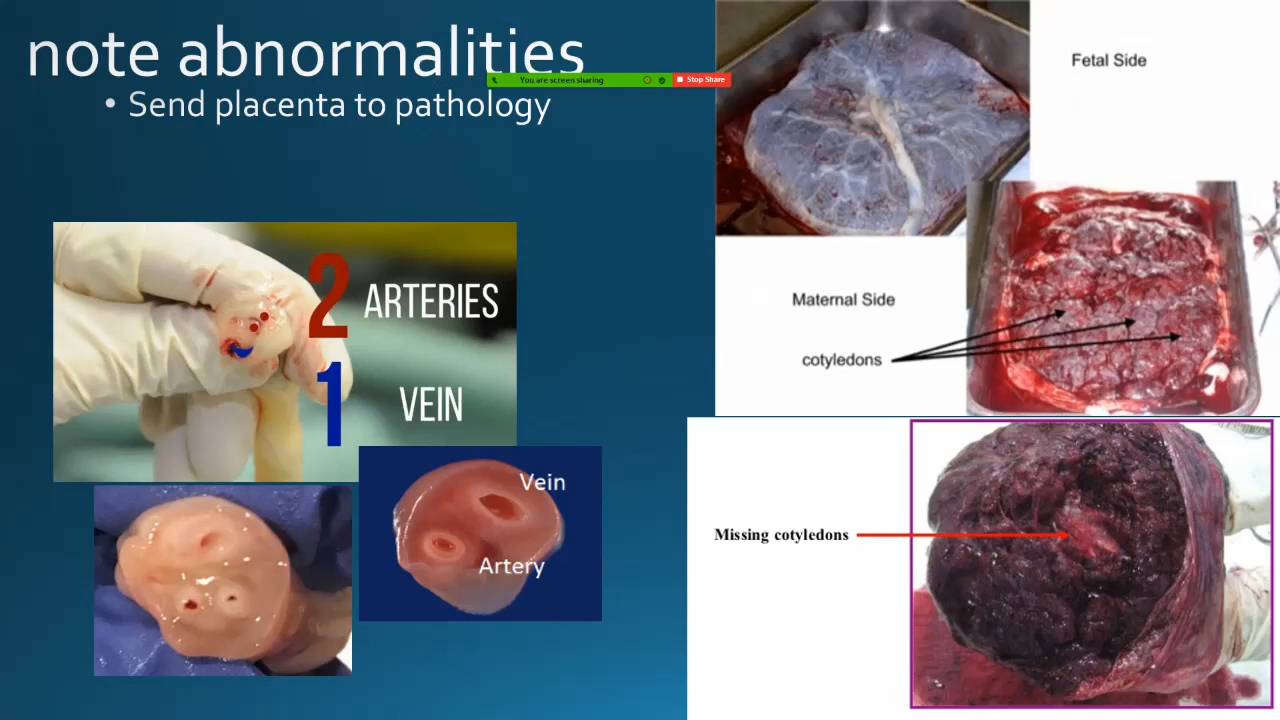 note abnormalities
You are screen sharing
Stop Share
• Send placenta to pathology
2 ARTERIES
1 VEIN
Vein
Artery
Fetal Side
Maternal Side
cotyledons
Missing cotyledons